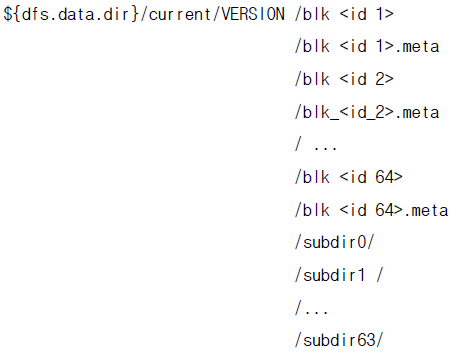 ${dfs.data.dir}/current/VERSION /blk <id 1>
/blk <id 1>.meta
/blk <id 2>
/blk_<id_2>.meta
/ ...
/blk <id 64>
/blk <id 64>.meta
/subdir0/
/subdir1 /
/...
/subdir63/